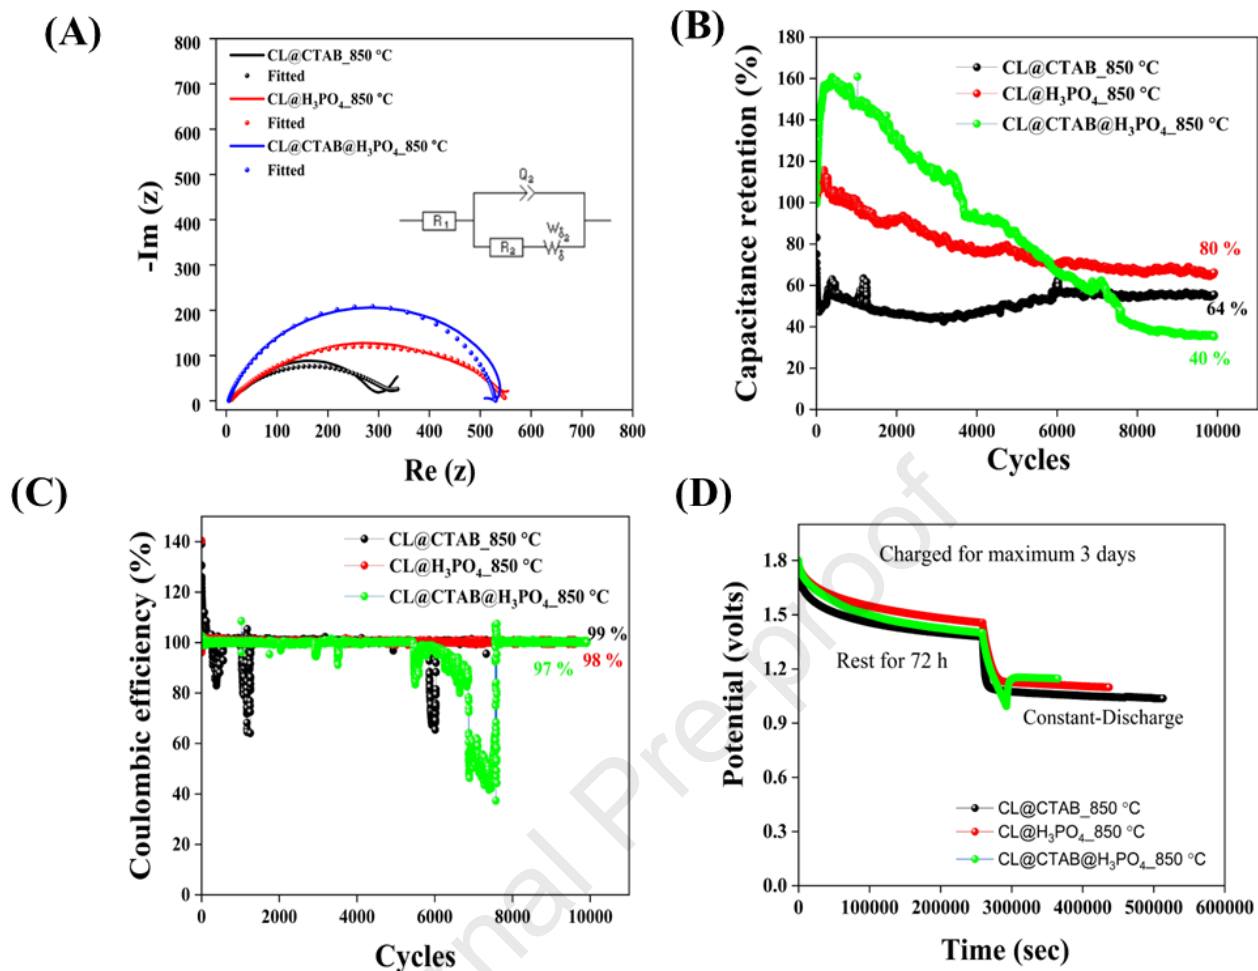 (A)
800
700
600
500
400
300
200
100
0
-Im (z)
CL@CTAB_850 °C
Fitted
CL@H₃PO₄_850 °C
Fitted
CL@CTAB@H₃PO₄_850 °C
Fitted
Q₂
R₁
R₂
W_δ₂
W_δ
0 100 200 300 400 500 600 700 800
Re (z)
(B)
180
160
140
120
100
80
60
40
20
0
Capacitance retention (%)
CL@CTAB_850 °C
CL@H₃PO₄_850 °C
CL@CTAB@H₃PO₄_850 °C
80 %
64 %
40 %
0 2000 4000 6000 8000 10000
Cycles
(C)
140
120
100
80
60
40
20
0
Coulombic efficiency (%)
CL@CTAB_850 °C
CL@H₃PO₄_850 °C
CL@CTAB@H₃PO₄_850 °C
99 %
98 %
97 %
0 2000 4000 6000 8000 10000
Cycles
(D)
1.8
1.5
1.2
0.9
0.6
0.3
0.0
Potential (volts)
Charged for maximum 3 days
Rest for 72 h
Constant-Discharge
CL@CTAB_850 °C
CL@H₃PO₄_850 °C
CL@CTAB@H₃PO₄_850 °C
0 100000 200000 300000 400000 500000 600000
Time (sec)
nal Pre-proof